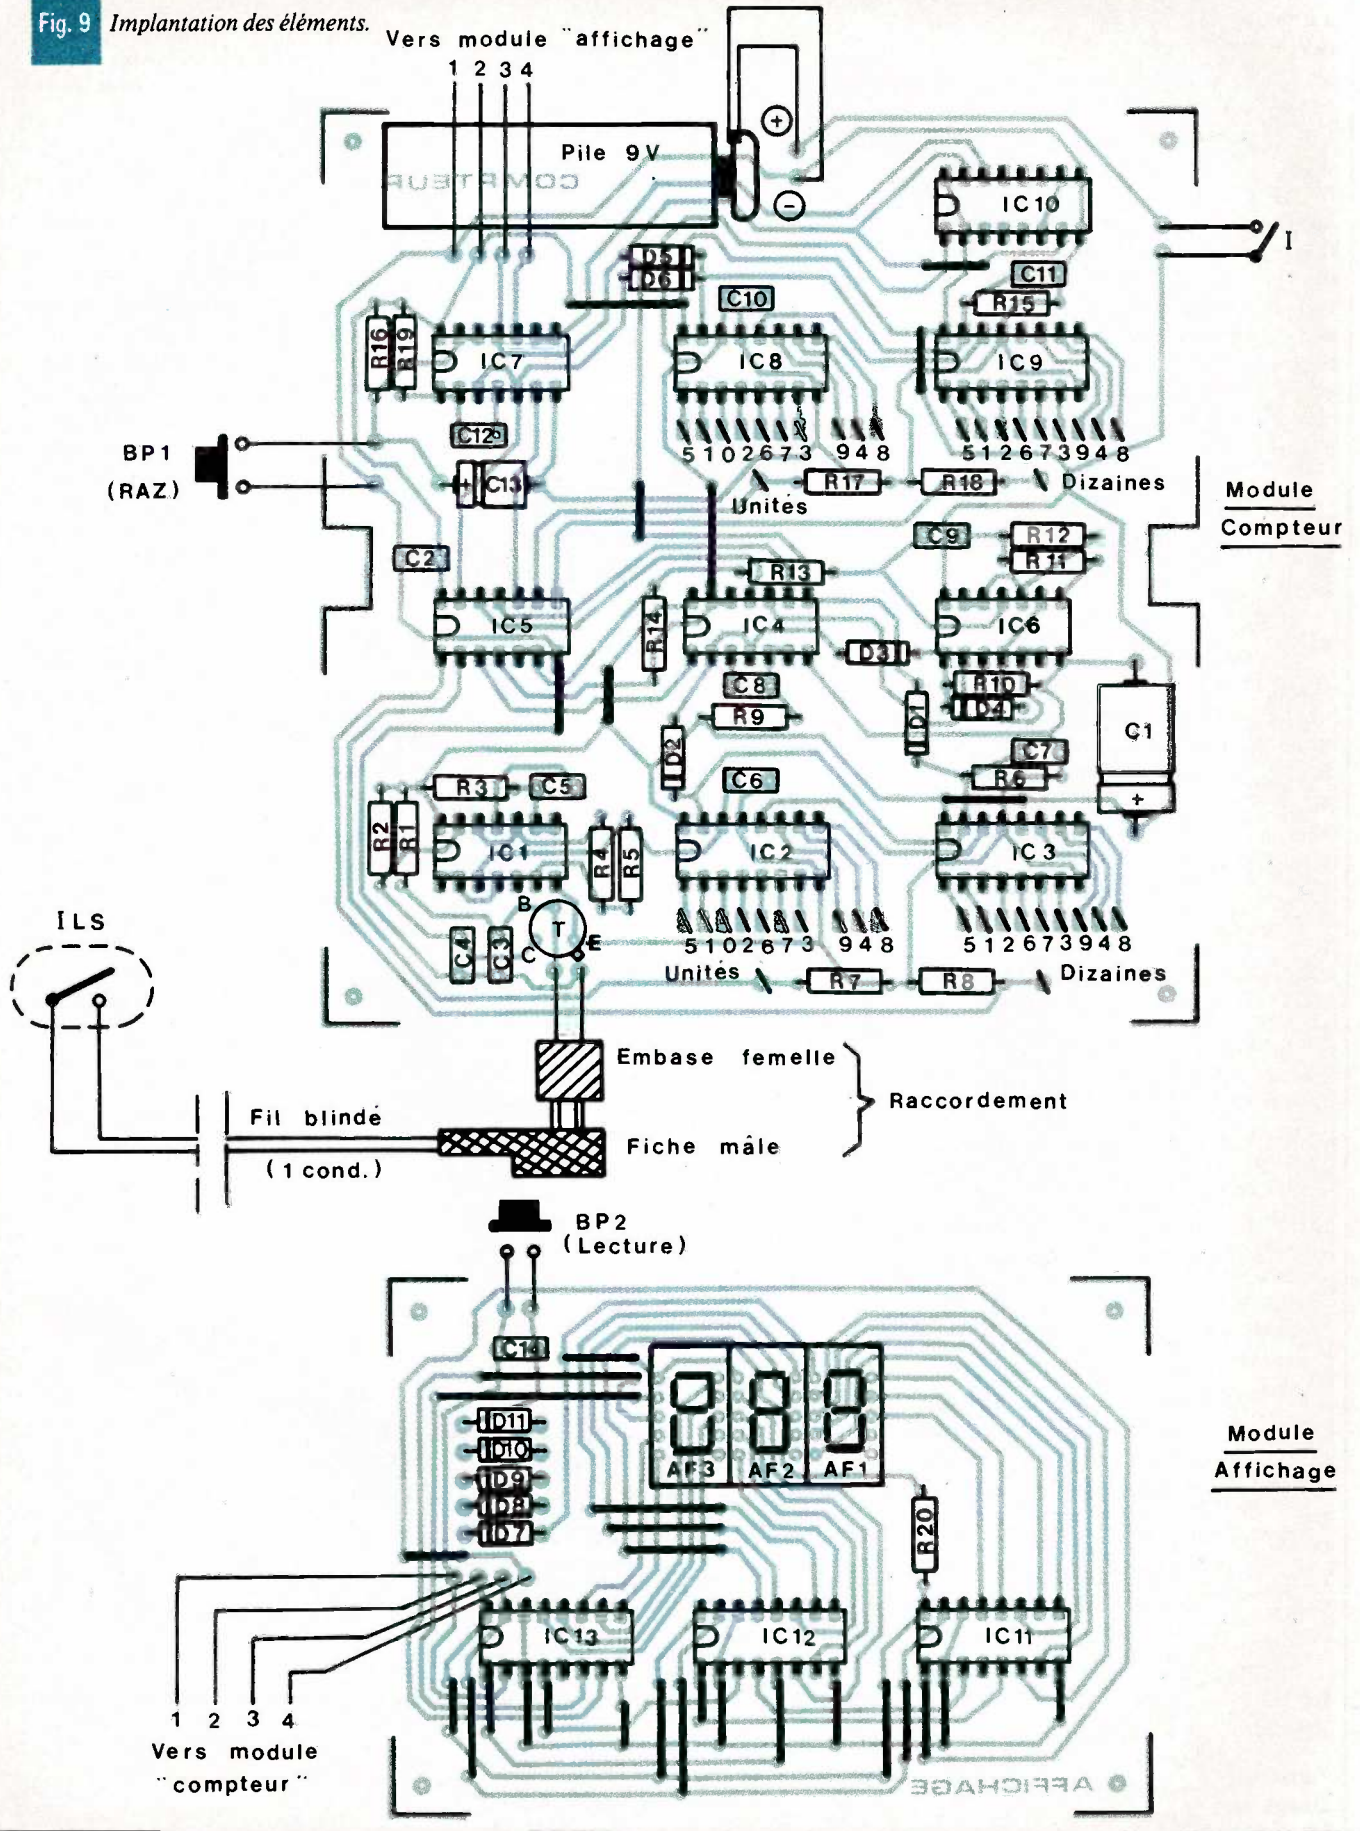 Fig. 9 Implantation des éléments.
Vers module "affichage"
1 2 3 4
Pile 9V
COMPTEUR
+
−
IC10
I
D5
D6
C11
C10
R15
R16
R19
IC7
IC8
IC9
C12
5 1 0 2 6 7 3 9 4 8
5 1 2 6 7 3 9 4 8
BP1
(RAZ)
+ C13
Unités
R17
R18
Dizaines
Module
Compteur
C2
C9
R12
R11
R13
IC5
R14
IC4
IC6
D3
C8
R10
R9
D1
D4
C1
D2
C7
R3
C5
C6
R6
+
R2
R1
IC1
R4
R5
IC2
IC3
B
T
C
E
C4
C3
5 1 0 2 6 7 3 9 4 8
5 1 2 6 7 3 9 4 8
Unités
R7
R8
Dizaines
ILS
Embase femelle
Raccordement
Fil blindé
(1 cond.)
Fiche mâle
BP2
(Lecture)
C14
D11
D10
D9
D8
D7
AF3 AF2 AF1
Module
Affichage
R20
IC13
IC12
IC11
1 2 3 4
Vers module
"compteur"
AFFICHAGE